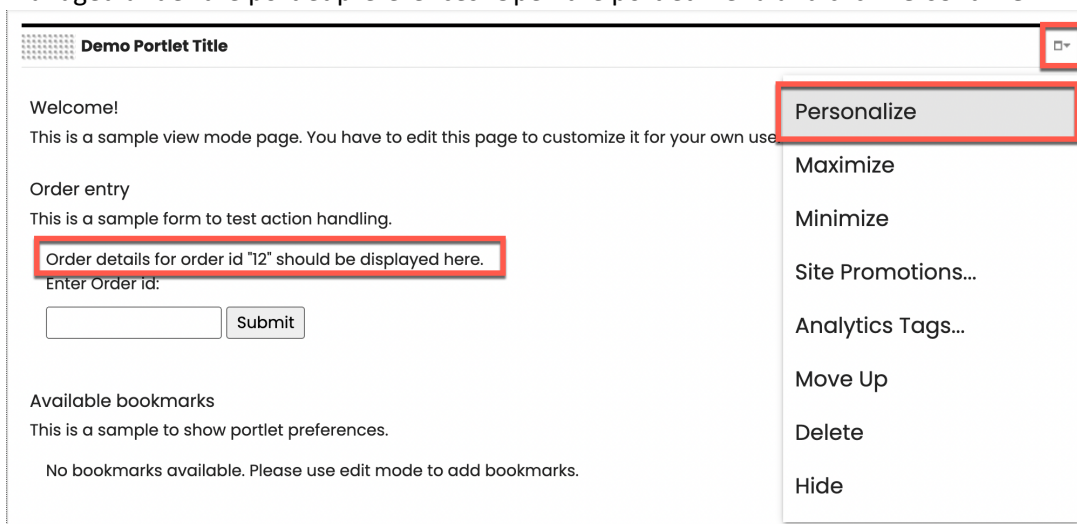 Demo Portlet Title
Welcome!
This is a sample view mode page. You have to edit this page to customize it for your own use
Order entry
This is a sample form to test action handling.
Order details for order id "12" should be displayed here.
Enter Order id:
Submit
Available bookmarks
This is a sample to show portlet preferences.
No bookmarks available. Please use edit mode to add bookmarks.
Personalize
Maximize
Minimize
Site Promotions...
Analytics Tags...
Move Up
Delete
Hide